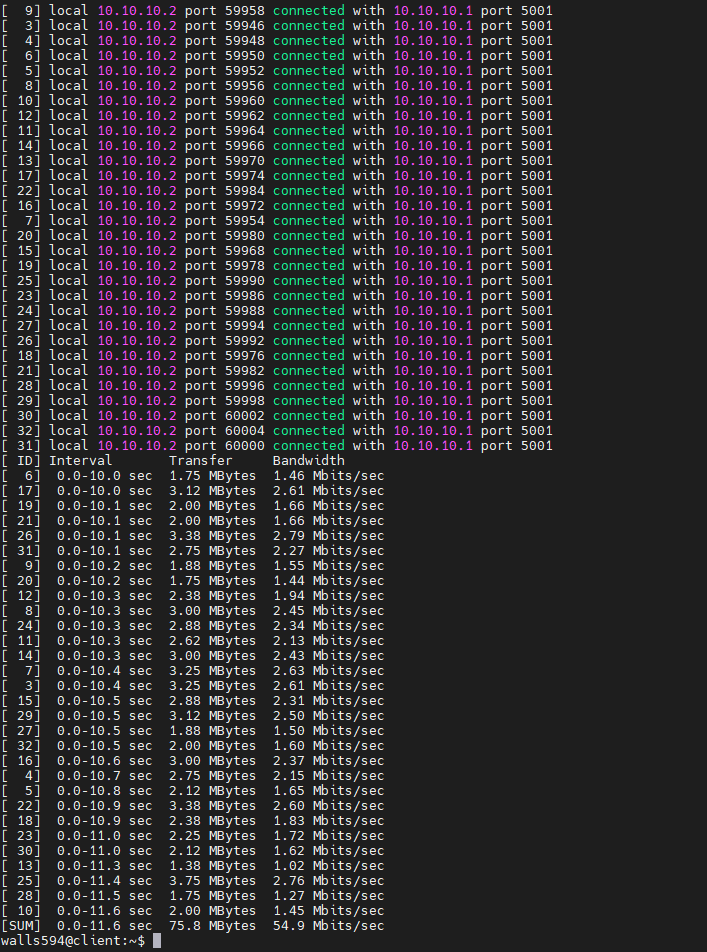 [  9] local 10.10.10.2 port 59958 connected with 10.10.10.1 port 5001
[  3] local 10.10.10.2 port 59946 connected with 10.10.10.1 port 5001
[  4] local 10.10.10.2 port 59948 connected with 10.10.10.1 port 5001
[  6] local 10.10.10.2 port 59950 connected with 10.10.10.1 port 5001
[  5] local 10.10.10.2 port 59952 connected with 10.10.10.1 port 5001
[  8] local 10.10.10.2 port 59956 connected with 10.10.10.1 port 5001
[ 10] local 10.10.10.2 port 59960 connected with 10.10.10.1 port 5001
[ 12] local 10.10.10.2 port 59962 connected with 10.10.10.1 port 5001
[ 11] local 10.10.10.2 port 59964 connected with 10.10.10.1 port 5001
[ 14] local 10.10.10.2 port 59966 connected with 10.10.10.1 port 5001
[ 13] local 10.10.10.2 port 59970 connected with 10.10.10.1 port 5001
[ 17] local 10.10.10.2 port 59974 connected with 10.10.10.1 port 5001
[ 22] local 10.10.10.2 port 59984 connected with 10.10.10.1 port 5001
[ 16] local 10.10.10.2 port 59972 connected with 10.10.10.1 port 5001
[  7] local 10.10.10.2 port 59954 connected with 10.10.10.1 port 5001
[ 20] local 10.10.10.2 port 59980 connected with 10.10.10.1 port 5001
[ 15] local 10.10.10.2 port 59968 connected with 10.10.10.1 port 5001
[ 19] local 10.10.10.2 port 59978 connected with 10.10.10.1 port 5001
[ 25] local 10.10.10.2 port 59990 connected with 10.10.10.1 port 5001
[ 23] local 10.10.10.2 port 59986 connected with 10.10.10.1 port 5001
[ 24] local 10.10.10.2 port 59988 connected with 10.10.10.1 port 5001
[ 27] local 10.10.10.2 port 59994 connected with 10.10.10.1 port 5001
[ 26] local 10.10.10.2 port 59992 connected with 10.10.10.1 port 5001
[ 18] local 10.10.10.2 port 59976 connected with 10.10.10.1 port 5001
[ 21] local 10.10.10.2 port 59982 connected with 10.10.10.1 port 5001
[ 28] local 10.10.10.2 port 59996 connected with 10.10.10.1 port 5001
[ 29] local 10.10.10.2 port 59998 connected with 10.10.10.1 port 5001
[ 30] local 10.10.10.2 port 60002 connected with 10.10.10.1 port 5001
[ 32] local 10.10.10.2 port 60004 connected with 10.10.10.1 port 5001
[ 31] local 10.10.10.2 port 60000 connected with 10.10.10.1 port 5001
[ ID] Interval       Transfer     Bandwidth
[  6]  0.0-10.0 sec  1.75 MBytes  1.46 Mbits/sec
[ 17]  0.0-10.0 sec  3.12 MBytes  2.61 Mbits/sec
[ 19]  0.0-10.1 sec  2.00 MBytes  1.66 Mbits/sec
[ 21]  0.0-10.1 sec  2.00 MBytes  1.66 Mbits/sec
[ 26]  0.0-10.1 sec  3.38 MBytes  2.79 Mbits/sec
[ 31]  0.0-10.1 sec  2.75 MBytes  2.27 Mbits/sec
[  9]  0.0-10.2 sec  1.88 MBytes  1.55 Mbits/sec
[ 20]  0.0-10.2 sec  1.75 MBytes  1.44 Mbits/sec
[ 12]  0.0-10.3 sec  2.38 MBytes  1.94 Mbits/sec
[  8]  0.0-10.3 sec  3.00 MBytes  2.45 Mbits/sec
[ 24]  0.0-10.3 sec  2.88 MBytes  2.34 Mbits/sec
[ 11]  0.0-10.3 sec  2.62 MBytes  2.13 Mbits/sec
[ 14]  0.0-10.3 sec  3.00 MBytes  2.43 Mbits/sec
[  7]  0.0-10.4 sec  3.25 MBytes  2.63 Mbits/sec
[  3]  0.0-10.4 sec  3.25 MBytes  2.61 Mbits/sec
[ 15]  0.0-10.5 sec  2.88 MBytes  2.31 Mbits/sec
[ 29]  0.0-10.5 sec  3.12 MBytes  2.50 Mbits/sec
[ 27]  0.0-10.5 sec  1.88 MBytes  1.50 Mbits/sec
[ 32]  0.0-10.5 sec  2.00 MBytes  1.60 Mbits/sec
[ 16]  0.0-10.6 sec  3.00 MBytes  2.37 Mbits/sec
[  4]  0.0-10.7 sec  2.75 MBytes  2.15 Mbits/sec
[  5]  0.0-10.8 sec  2.12 MBytes  1.65 Mbits/sec
[ 22]  0.0-10.9 sec  3.38 MBytes  2.60 Mbits/sec
[ 18]  0.0-10.9 sec  2.38 MBytes  1.83 Mbits/sec
[ 23]  0.0-11.0 sec  2.25 MBytes  1.72 Mbits/sec
[ 30]  0.0-11.0 sec  2.12 MBytes  1.62 Mbits/sec
[ 13]  0.0-11.3 sec  1.38 MBytes  1.02 Mbits/sec
[ 25]  0.0-11.4 sec  3.75 MBytes  2.76 Mbits/sec
[ 28]  0.0-11.5 sec  1.75 MBytes  1.27 Mbits/sec
[ 10]  0.0-11.6 sec  2.00 MBytes  1.45 Mbits/sec
[SUM]  0.0-11.6 sec  75.8 MBytes  54.9 Mbits/sec
walls594@client:~$